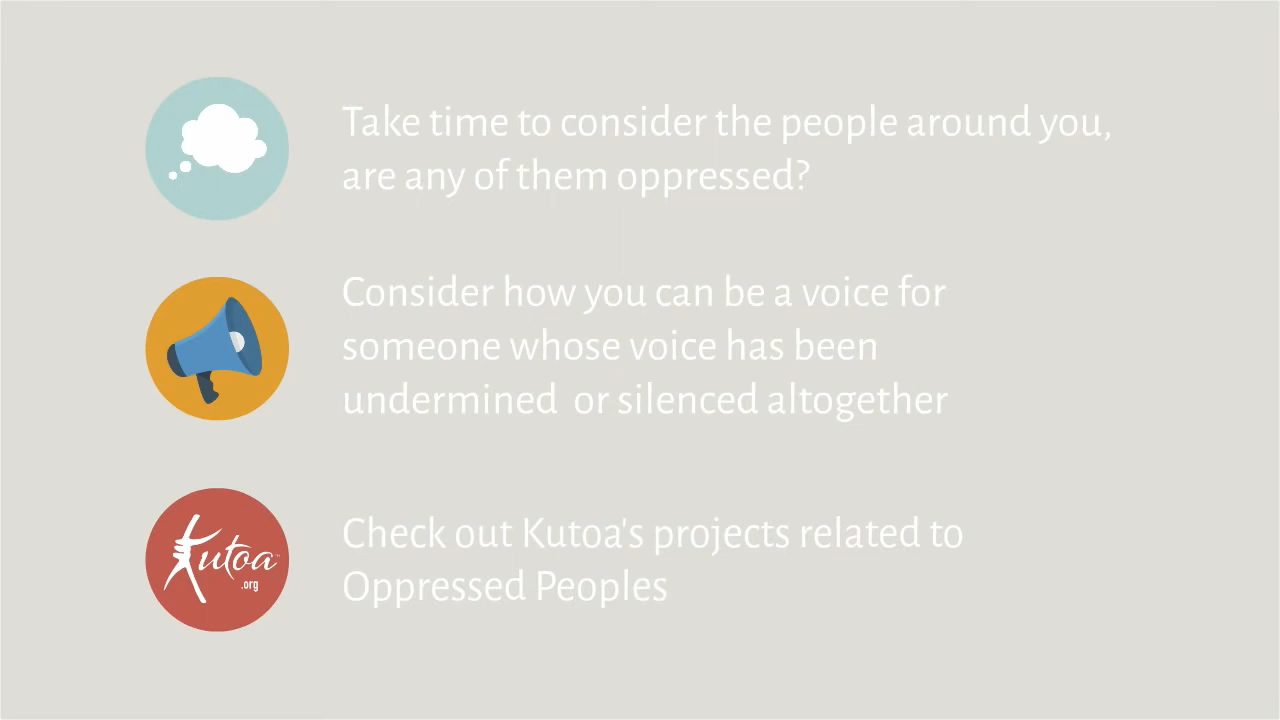 Take time to consider the people around you,
are any of them oppressed?
Consider how you can be a voice for
someone whose voice has been
undermined  or silenced altogether
Kutoa™
.org
Check out Kutoa's projects related to
Oppressed Peoples